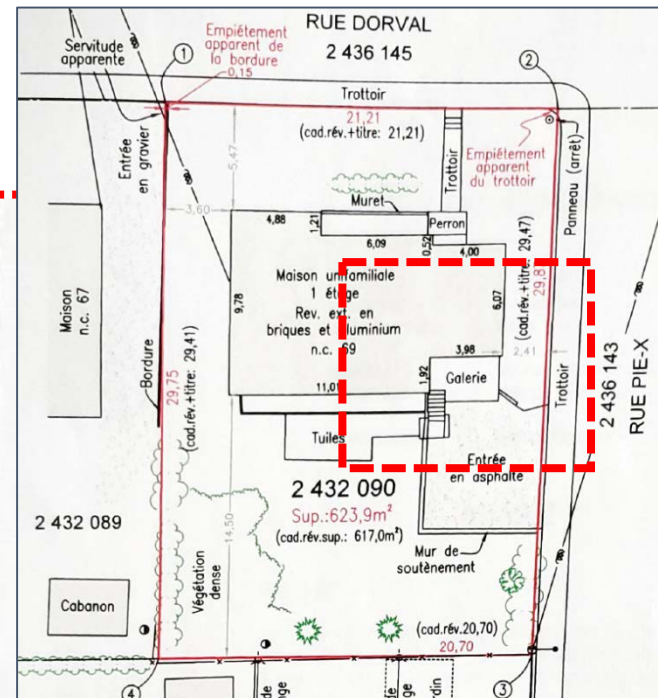 RUE DORVAL
2 436 145
Servitude
apparente
1
Empiétement
apparent de
la bordure
0,15
2
Trottoir
21,21
(cad.rév.+titre: 21,21)
Entrée
en gravier
5,47
Trottoir
Empiétement
apparent
du trottoir
Panneau (arrêt)
3,60
Muret
4,88
1,21
6,09
Perron
0,52
4,00
(cad.rév.+titre: 29,47)
29,87
Maison
n.c. 67
Maison unifamiliale
1 étage
Rev. ext. en
briques et aluminium
n.c. 69
9,78
6,07
3,98
2,41
2 436 143
RUE PIE-X
Bordure
29,75
(cad.rév.+titre: 29,41)
1,92
Galerie
11,01
Trottoir
Tuiles
Entrée
en asphalte
2 432 090
Sup.:623,9m²
(cad.rév.sup.: 617,0m²)
2 432 089
14,50
Mur de
soutènement
Végétation
dense
Cabanon
(cad.rév.20,70)
20,70
4
3